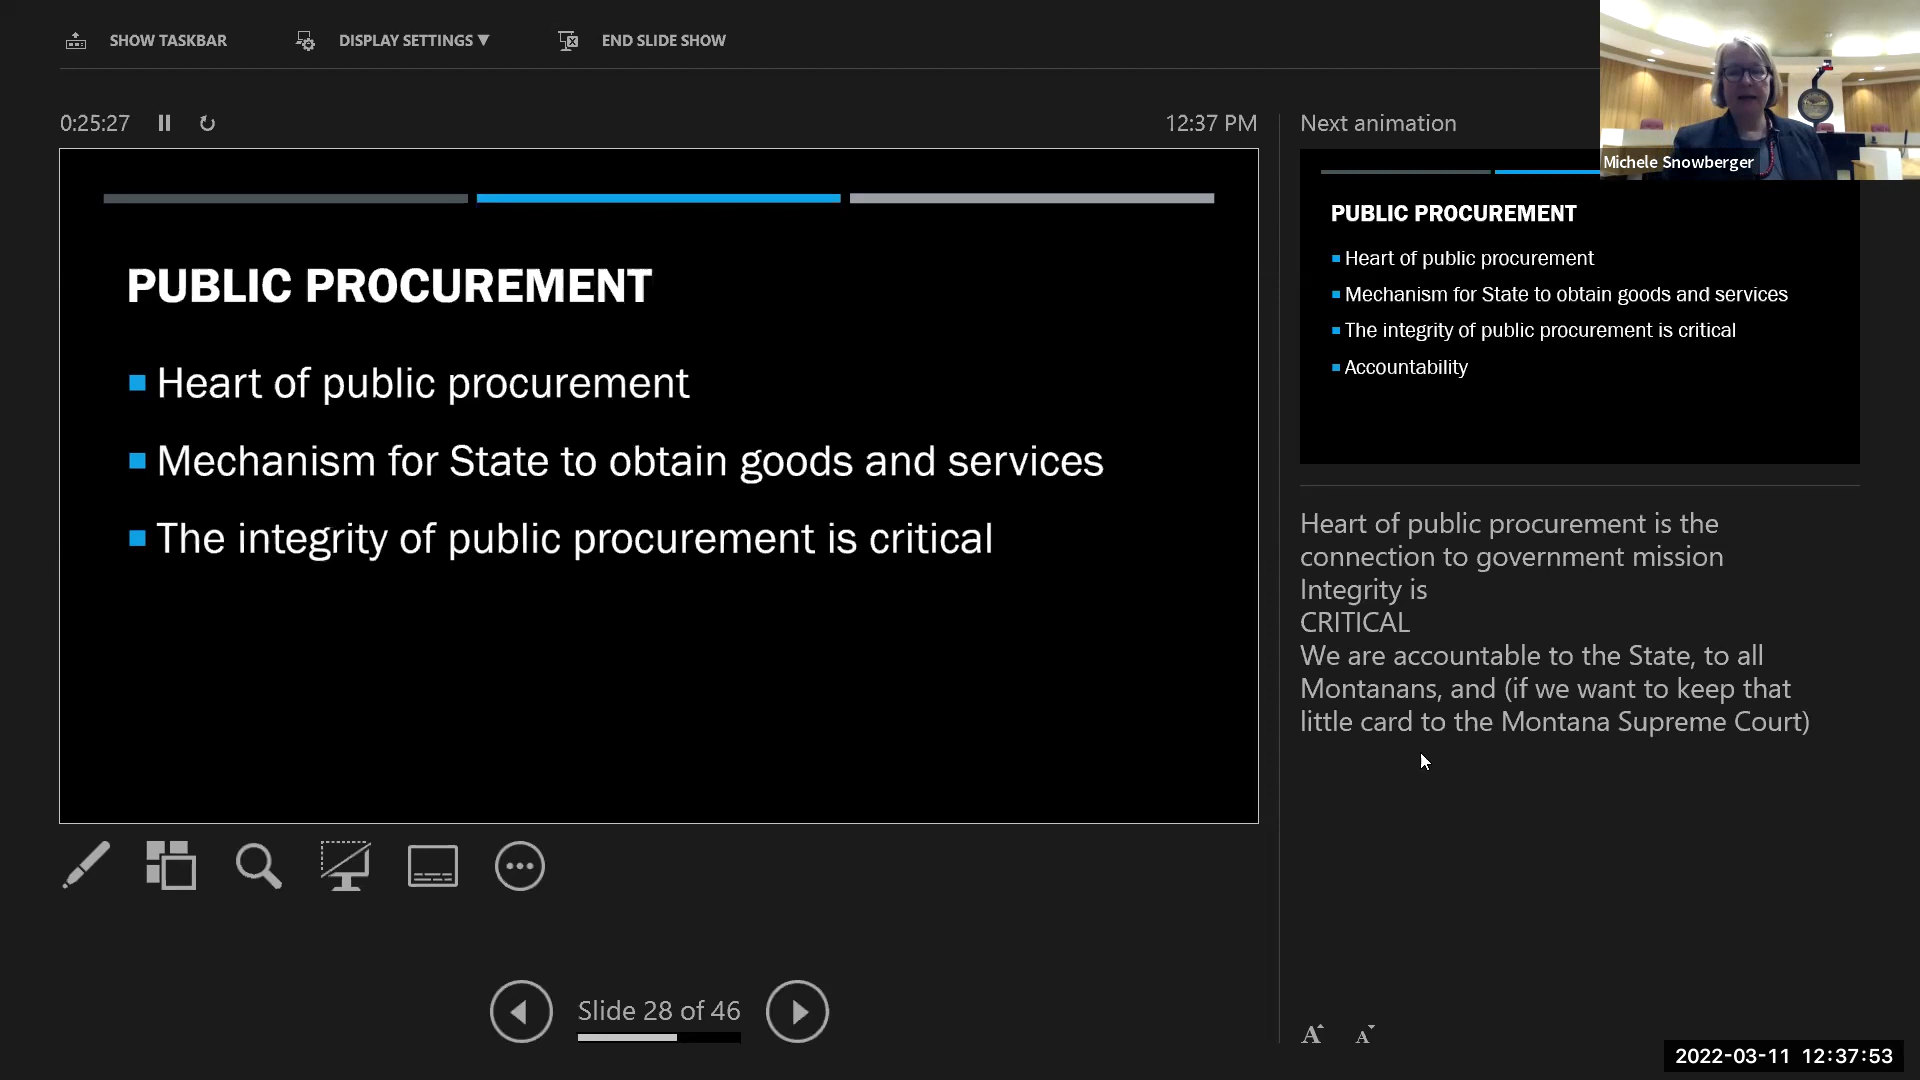 SHOW TASKBAR
DISPLAY SETTINGS ▼
END SLIDE SHOW
0:25:27
12:37 PM
PUBLIC PROCUREMENT
Heart of public procurement
Mechanism for State to obtain goods and services
The integrity of public procurement is critical
Slide 28 of 46
Next animation
Michele Snowberger
PUBLIC PROCUREMENT
Heart of public procurement
Mechanism for State to obtain goods and services
The integrity of public procurement is critical
Accountability
Heart of public procurement is the
connection to government mission
Integrity is
CRITICAL
We are accountable to the State, to all
Montanans, and (if we want to keep that
little card to the Montana Supreme Court)
A A
2022-03-11 12:37:53